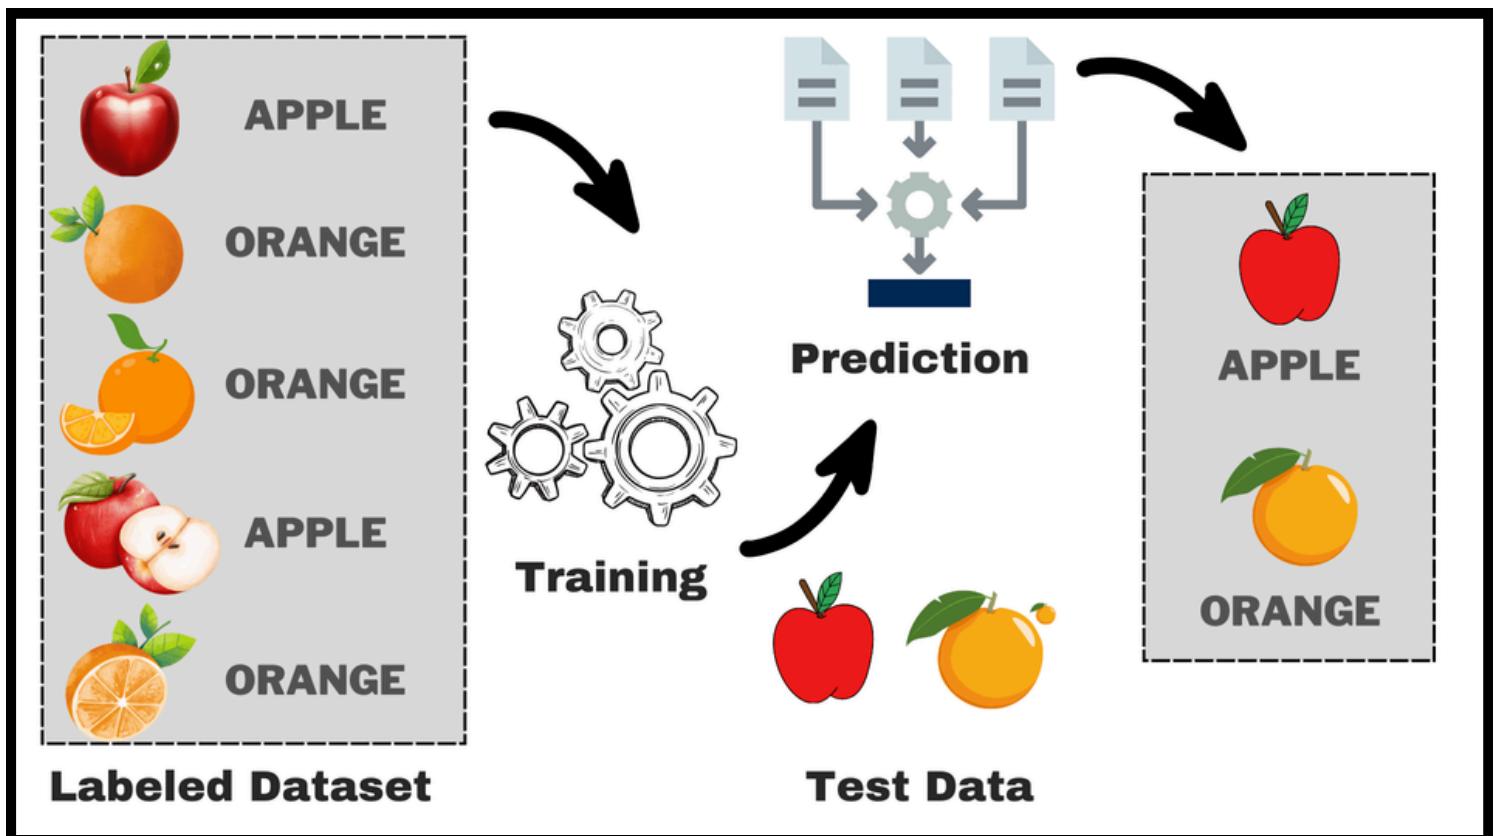 APPLE
ORANGE
ORANGE
APPLE
ORANGE
Labeled Dataset
Training
Prediction
Test Data
APPLE
ORANGE